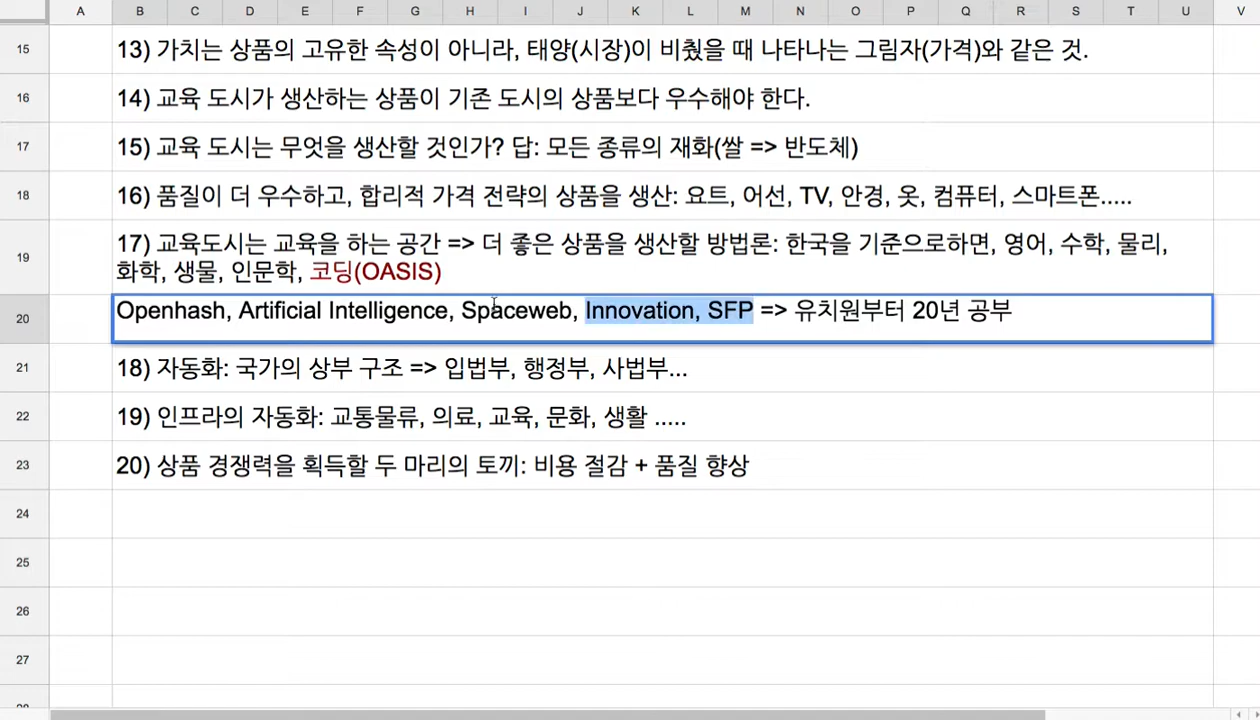 A B C D E F G H I J K L M N O P Q R S T U V
15 13) 가치는 상품의 고유한 속성이 아니라, 태양(시장)이 비췄을 때 나타나는 그림자(가격)와 같은 것.
16 14) 교육 도시가 생산하는 상품이 기존 도시의 상품보다 우수해야 한다.
17 15) 교육 도시는 무엇을 생산할 것인가? 답: 모든 종류의 재화(쌀 => 반도체)
18 16) 품질이 더 우수하고, 합리적 가격 전략의 상품을 생산: 요트, 어선, TV, 안경, 옷, 컴퓨터, 스마트폰.....
19 17) 교육도시는 교육을 하는 공간 => 더 좋은 상품을 생산할 방법론: 한국을 기준으로하면, 영어, 수학, 물리,
화학, 생물, 인문학, 코딩(OASIS)
20 Openhash, Artificial Intelligence, Spaceweb, Innovation, SFP => 유치원부터 20년 공부
21 18) 자동화: 국가의 상부 구조 => 입법부, 행정부, 사법부...
22 19) 인프라의 자동화: 교통물류, 의료, 교육, 문화, 생활 .....
23 20) 상품 경쟁력을 획득할 두 마리의 토끼: 비용 절감 + 품질 향상
24
25
26
27